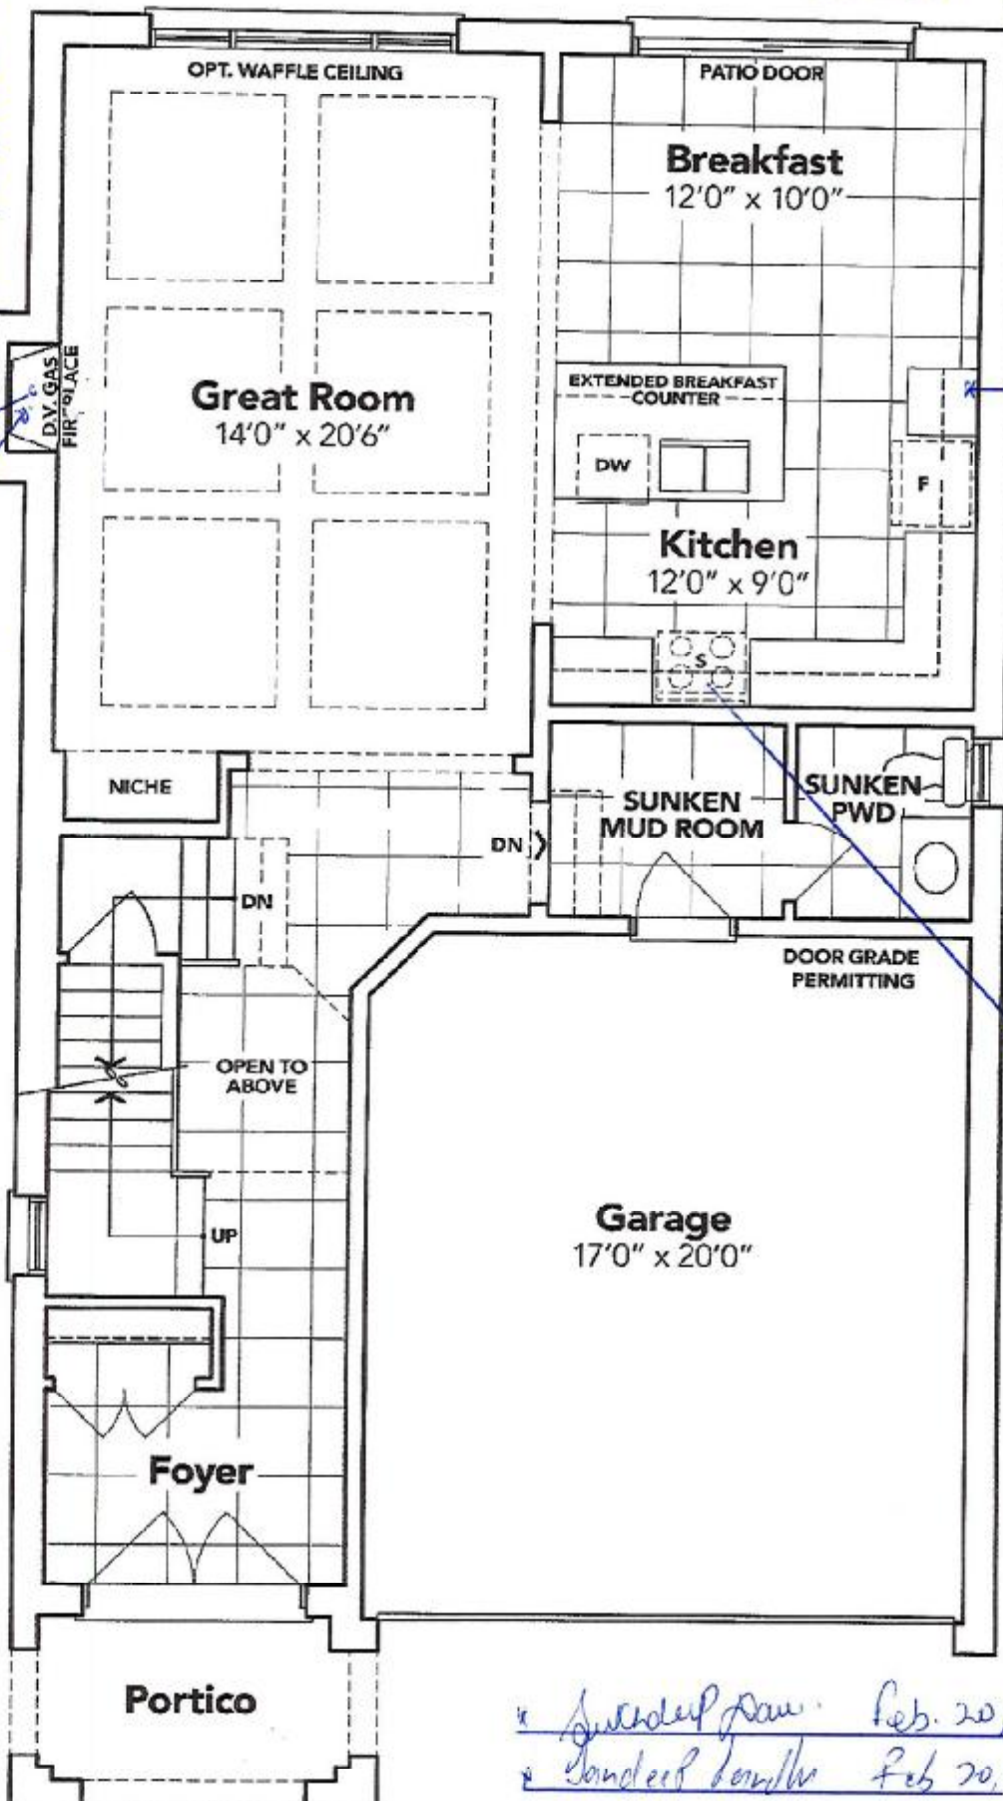 OPT. WAFFLE CEILING
PATIO DOOR
Breakfast
12'0" x 10'0"
D.V. GAS
FIREPLACE
Great Room
14'0" x 20'6"
EXTENDED BREAKFAST
COUNTER
DW
F
Kitchen
12'0" x 9'0"
S
NICHE
SUNKEN
MUD ROOM
SUNKEN
PWD
DN
DN
DOOR GRADE
PERMITTING
OPEN TO
ABOVE
UP
Garage
17'0" x 20'0"
Foyer
Portico
Feb. 20,
Sandeep Feb 20,